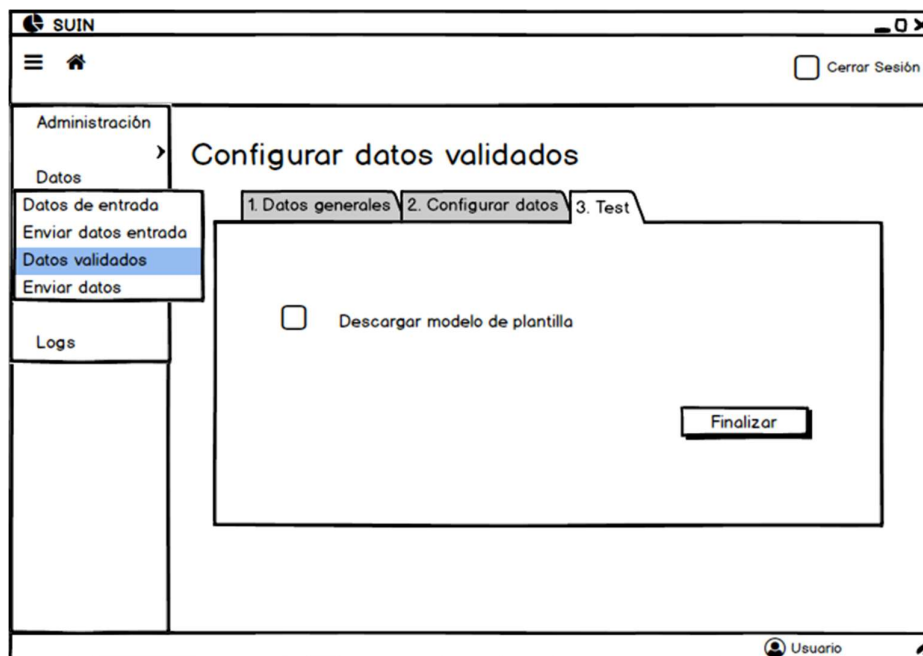 SUIN
Cerrar Sesión
Administración
Datos
Datos de entrada
Enviar datos entrada
Datos validados
Enviar datos
Logs
Configurar datos validados
1. Datos generales
2. Configurar datos
3. Test
Descargar modelo de plantilla
Finalizar
Usuario